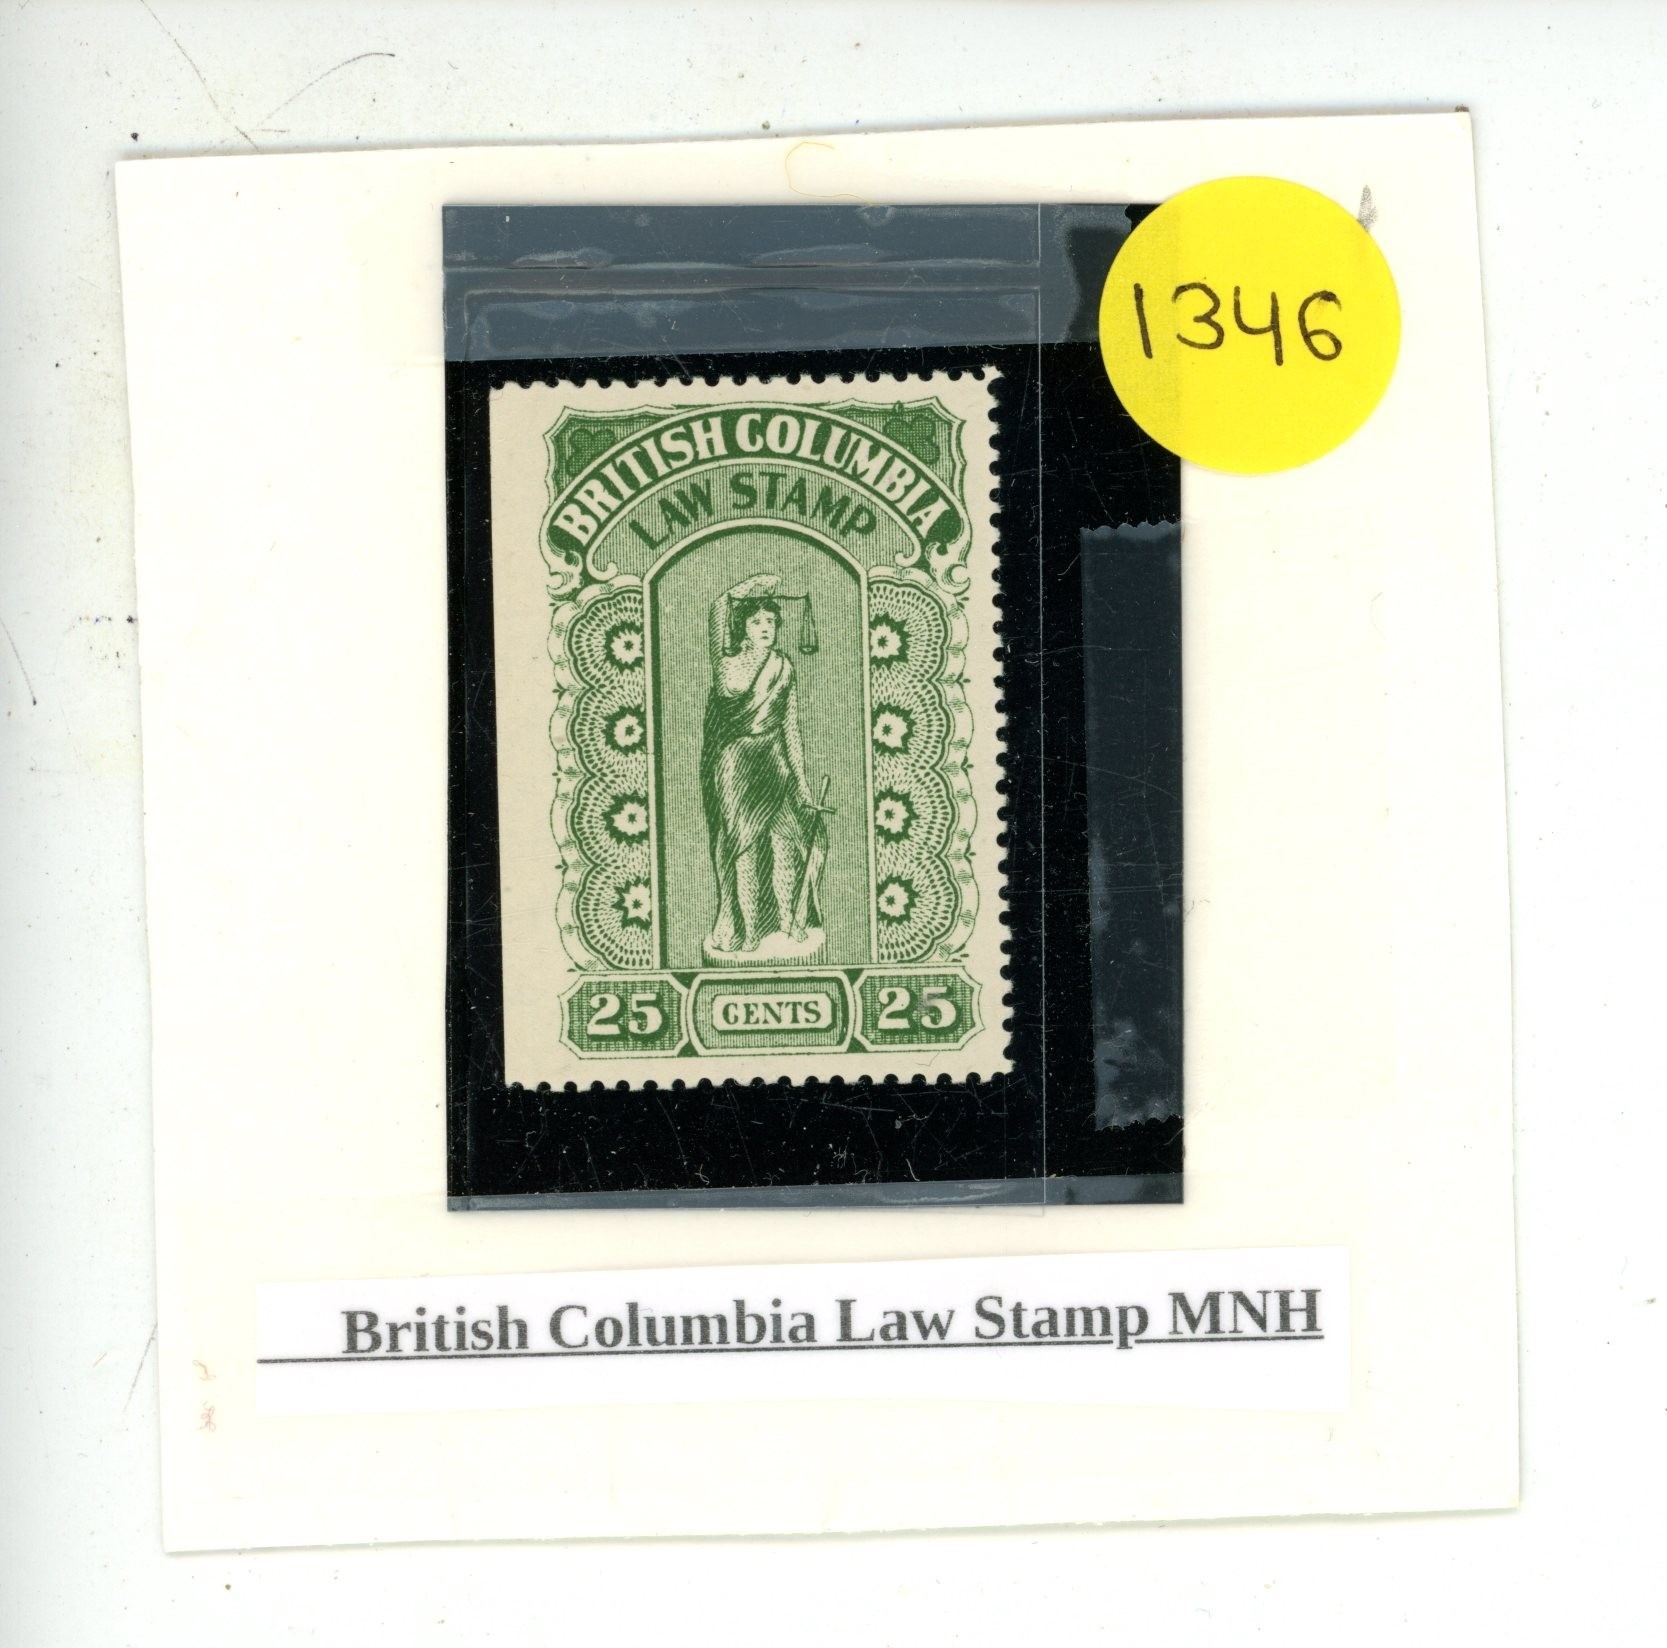 1346
BRITISH COLUMBIA
LAW STAMP
25 CENTS 25
British Columbia Law Stamp MNH